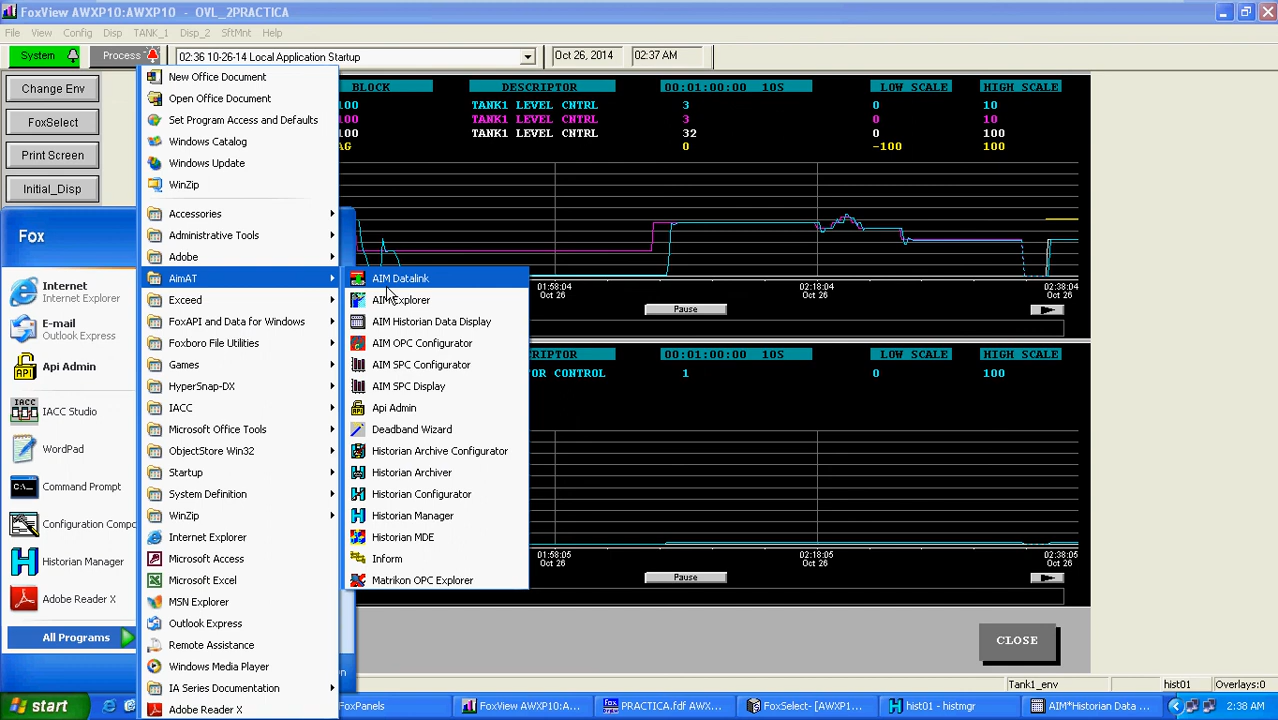 FoxView AWXP10:AWXP10 - OVL_2PRACTICA
File View Config Disp TANK_1 Disp_2 SftMnt Help
System Process 02:36 10-26-14 Local Application Startup Oct 26, 2014 02:37 AM
Change Env
FoxSelect
Print Screen
Initial_Disp
BLOCK DESCRIPTOR 00:01:00:00 10S LOW SCALE HIGH SCALE
100 TANK1 LEVEL CNTRL 3 0 10
100 TANK1 LEVEL CNTRL 3 0 10
100 TANK1 LEVEL CNTRL 32 0 100
AG 0 -100 100
01:58:04 02:18:04 02:38:04
Oct 26 Oct 26 Oct 26
Pause
RIPTOR 00:01:00:00 10S LOW SCALE HIGH SCALE
OR CONTROL 1 0 100
01:58:05 02:18:05 02:38:05
Oct 26 Oct 26 Oct 26
Pause
CLOSE
Tank1_env hist01 Overlays:0
Fox
Internet
Internet Explorer
E-mail
Outlook Express
Api Admin
IACC Studio
WordPad
Command Prompt
Configuration Compo
Historian Manager
Adobe Reader X
All Programs
New Office Document
Open Office Document
Set Program Access and Defaults
Windows Catalog
Windows Update
WinZip
Accessories
Administrative Tools
Adobe
AimAT
Exceed
FoxAPI and Data for Windows
Foxboro File Utilities
Games
HyperSnap-DX
IACC
Microsoft Office Tools
ObjectStore Win32
Startup
System Definition
WinZip
Internet Explorer
Microsoft Access
Microsoft Excel
MSN Explorer
Outlook Express
Remote Assistance
Windows Media Player
IA Series Documentation
Adobe Reader X
AIM Datalink
AIM Explorer
AIM Historian Data Display
AIM OPC Configurator
AIM SPC Configurator
AIM SPC Display
Api Admin
Deadband Wizard
Historian Archive Configurator
Historian Archiver
Historian Configurator
Historian Manager
Historian MDE
Inform
Matrikon OPC Explorer
start FoxPanels FoxView AWXP10:A... PRACTICA.fdf AWX... FoxSelect- [AWXP1... hist01 - histmgr AIM*Historian Data ... 2:38 AM